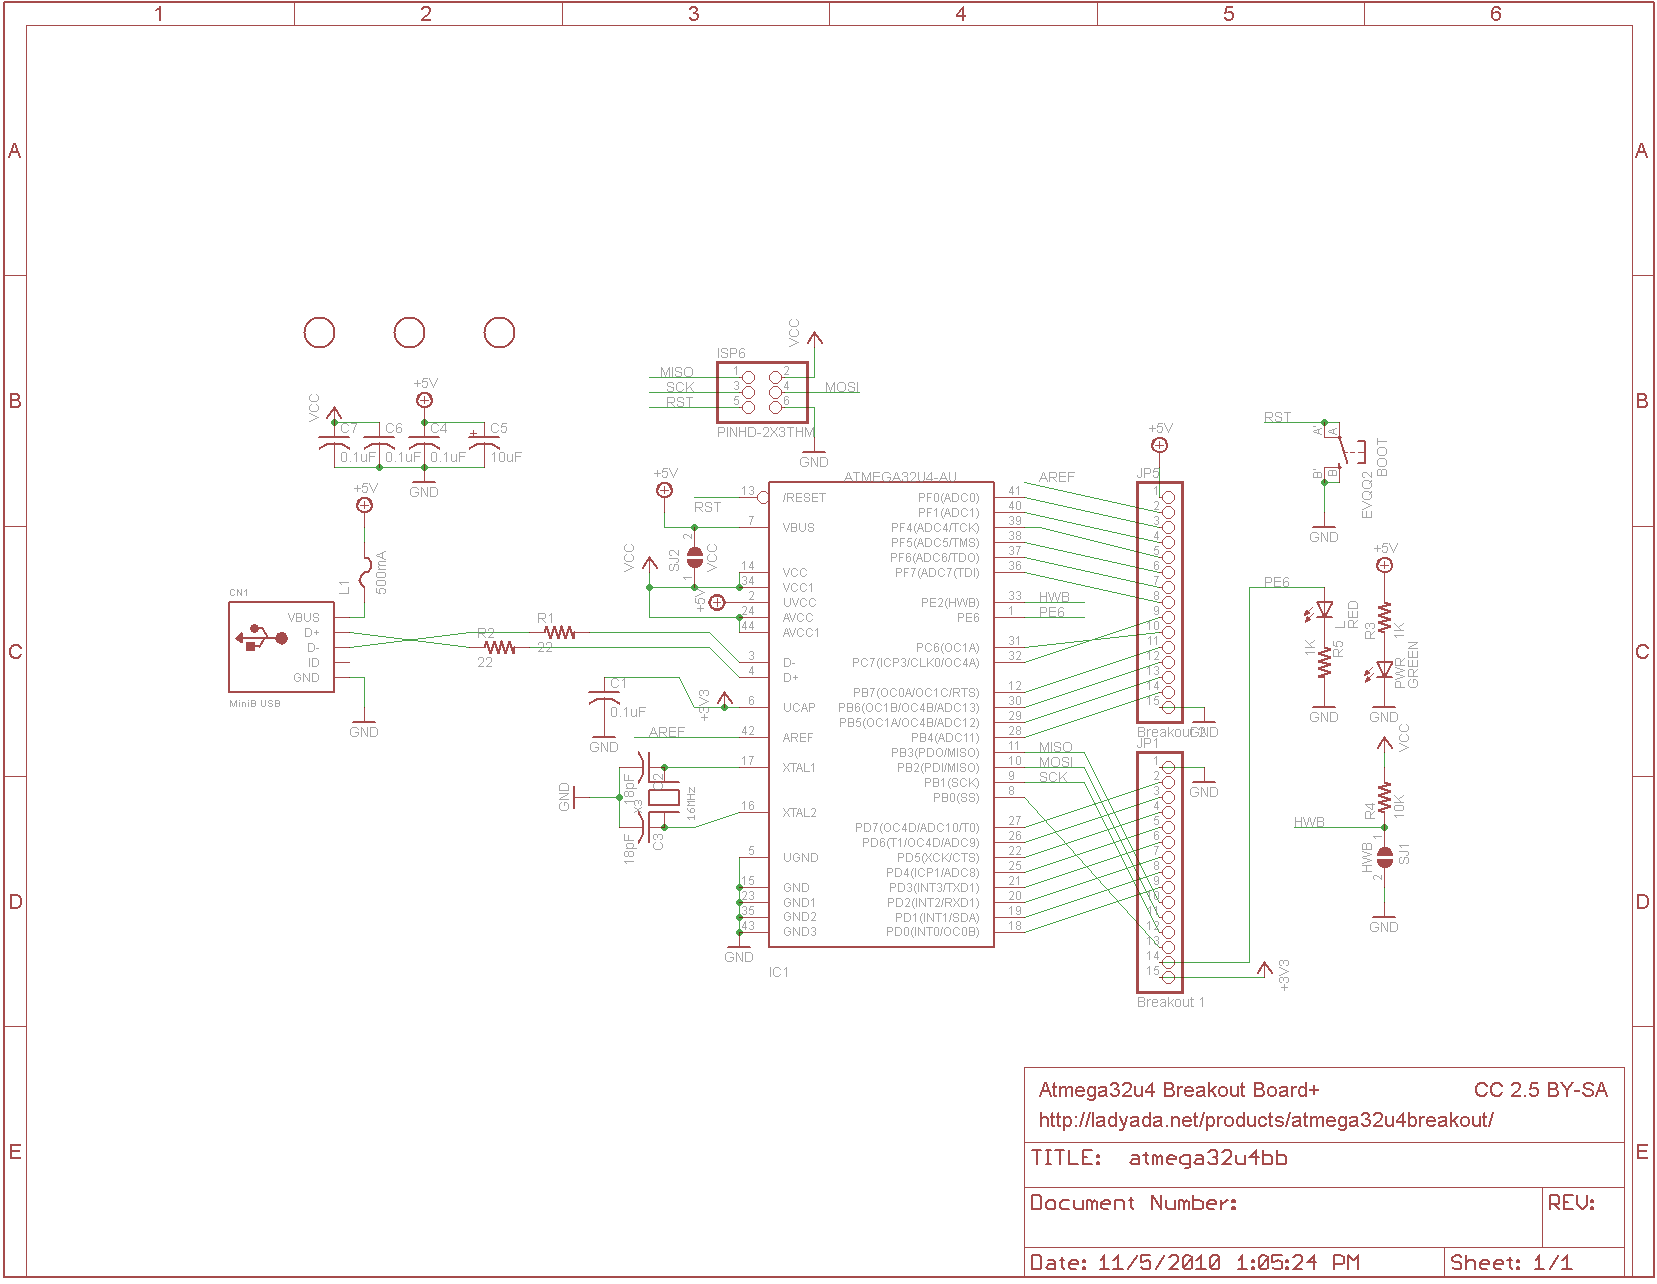 1 2 3 4 5 6
A A
B B
C C
D D
E E
VCC
+5V
C7 C6 C4 C5
0.1uF 0.1uF 0.1uF 10uF
GND
+5V
L1 500mA
CN1
VBUS
D+
D-
ID
GND
MiniB USB
GND
R1
22
R2
22
ISP6
VCC
MISO 1 2
SCK 3 4 MOSI
RST 5 6
PINHD-2X3THM
GND
+5V
RST
SJ2 2 1 VCC
VCC
+5V
C1
0.1uF
GND
+3V3
AREF
18pF C2
X3 16MHz
18pF C3
GND
GND
ATMEGA32U4-AU
13 /RESET
7 VBUS
14 VCC
34 VCC1
2 UVCC
24 AVCC
44 AVCC1
3 D-
4 D+
6 UCAP
42 AREF
17 XTAL1
16 XTAL2
5 UGND
15 GND
23 GND1
35 GND2
43 GND3
IC1
PF0(ADC0) 41
PF1(ADC1) 40
PF4(ADC4/TCK) 39
PF5(ADC5/TMS) 38
PF6(ADC6/TDO) 37
PF7(ADC7(TDI) 36
PE2(HWB) 33 HWB
PE6 1 PE6
PC6(OC1A) 31
PC7(ICP3/CLK0/OC4A) 32
PB7(OC0A/OC1C/RTS) 12
PB6(OC1B/OC4B/ADC13) 30
PB5(OC1A/OC4B/ADC12) 29
PB4(ADC11) 28
PB3(PDO/MISO) 11 MISO
PB2(PDI/MISO) 10 MOSI
PB1(SCK) 9 SCK
PB0(SS) 8
PD7(OC4D/ADC10/T0) 27
PD6(T1/OC4D/ADC9) 26
PD5(XCK/CTS) 22
PD4(ICP1/ADC8) 25
PD3(INT3/TXD1) 21
PD2(INT2/RXD1) 20
PD1(INT1/SDA) 19
PD0(INT0/OC0B) 18
AREF
+5V
JP5
1
2
3
4
5
6
7
8
9
10
11
12
13
14
15
Breakout 2
GND
JP1
1
2
3
4
5
6
7
8
9
10
11
12
13
14
15
Breakout 1
GND
+3V3
RST
A' A
B' B
EVQQ2 BOOT
GND
PE6
L RED
1K R5
GND
+5V
R3 1K
PWR GREEN
GND
VCC
R4 10K
HWB
HWB 1 2 SJ1
GND
Atmega32u4 Breakout Board+ CC 2.5 BY-SA
http://ladyada.net/products/atmega32u4breakout/
TITLE: atmega32u4bb
Document Number: REV:
Date: 11/5/2010 1:05:24 PM Sheet: 1/1